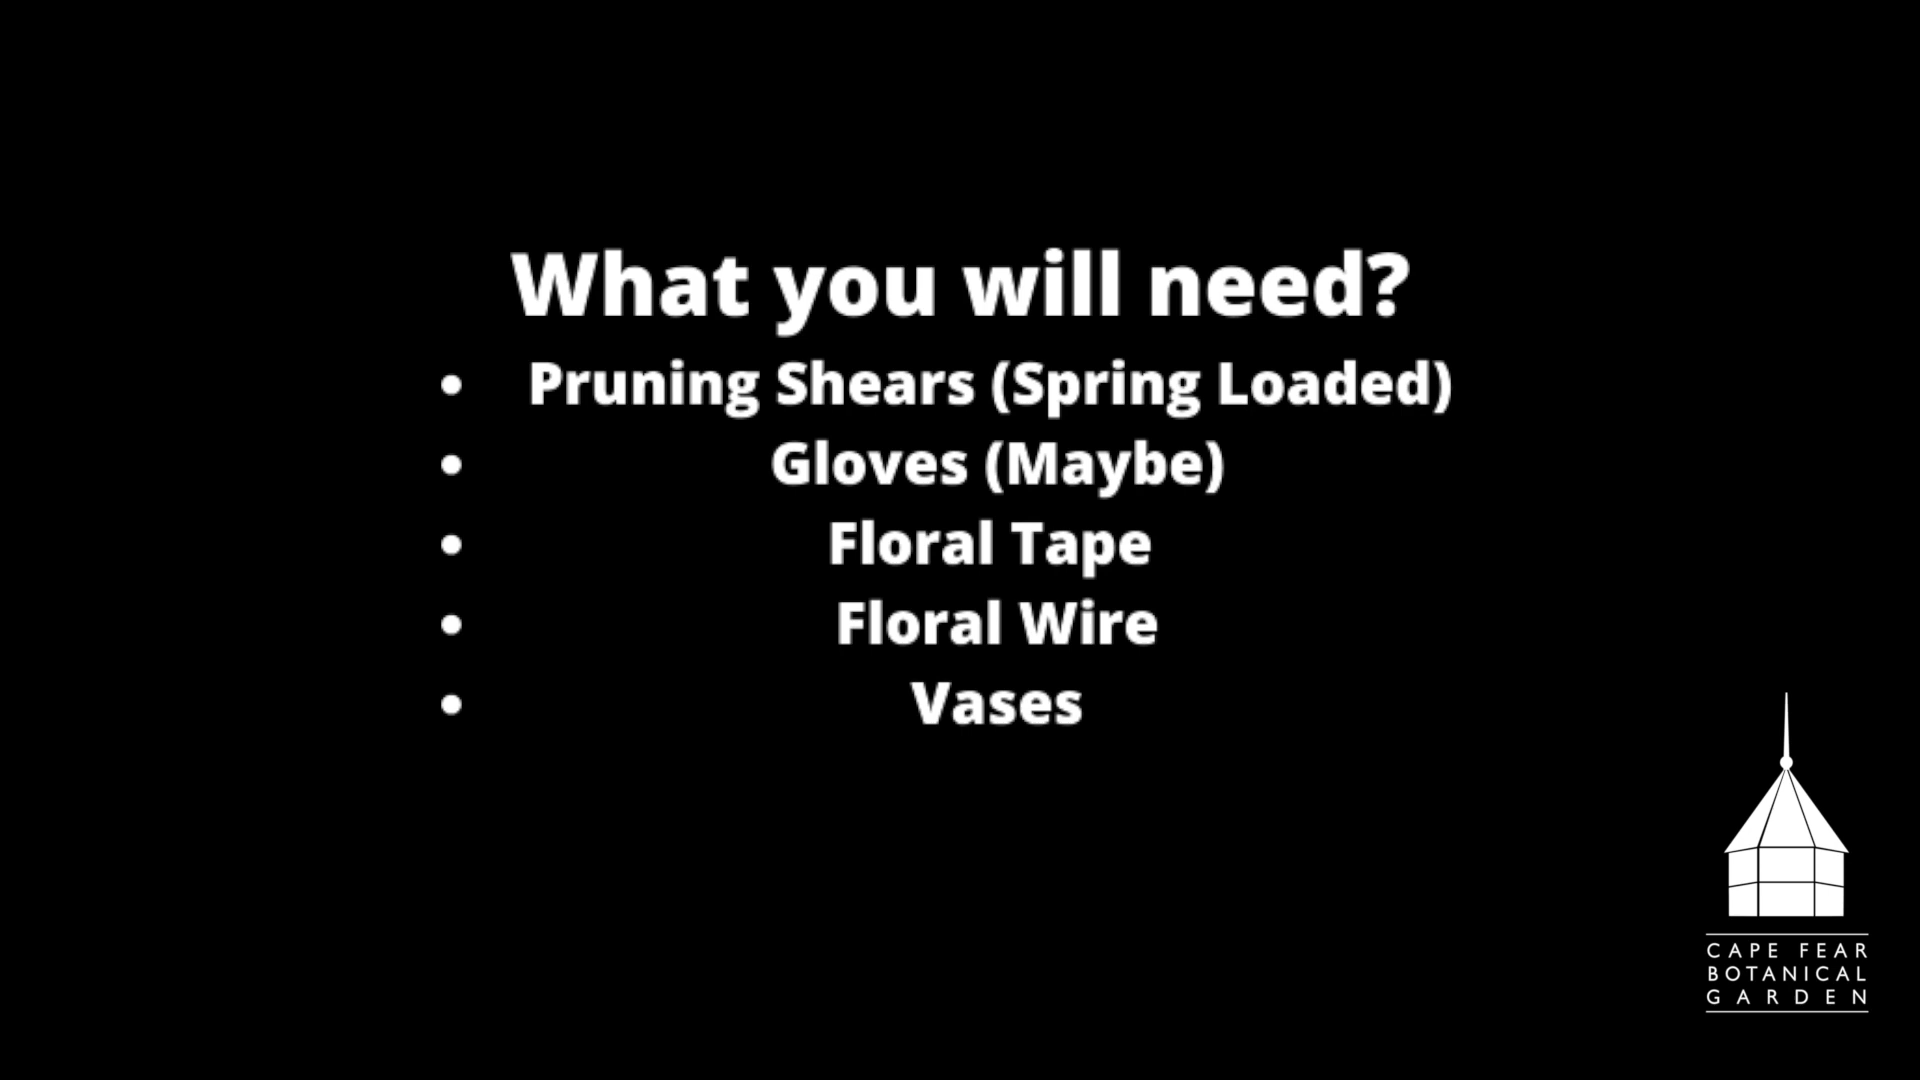 What you will need?
• Pruning Shears (Spring Loaded)
• Gloves (Maybe)
• Floral Tape
• Floral Wire
• Vases
CAPE FEAR
BOTANICAL
GARDEN